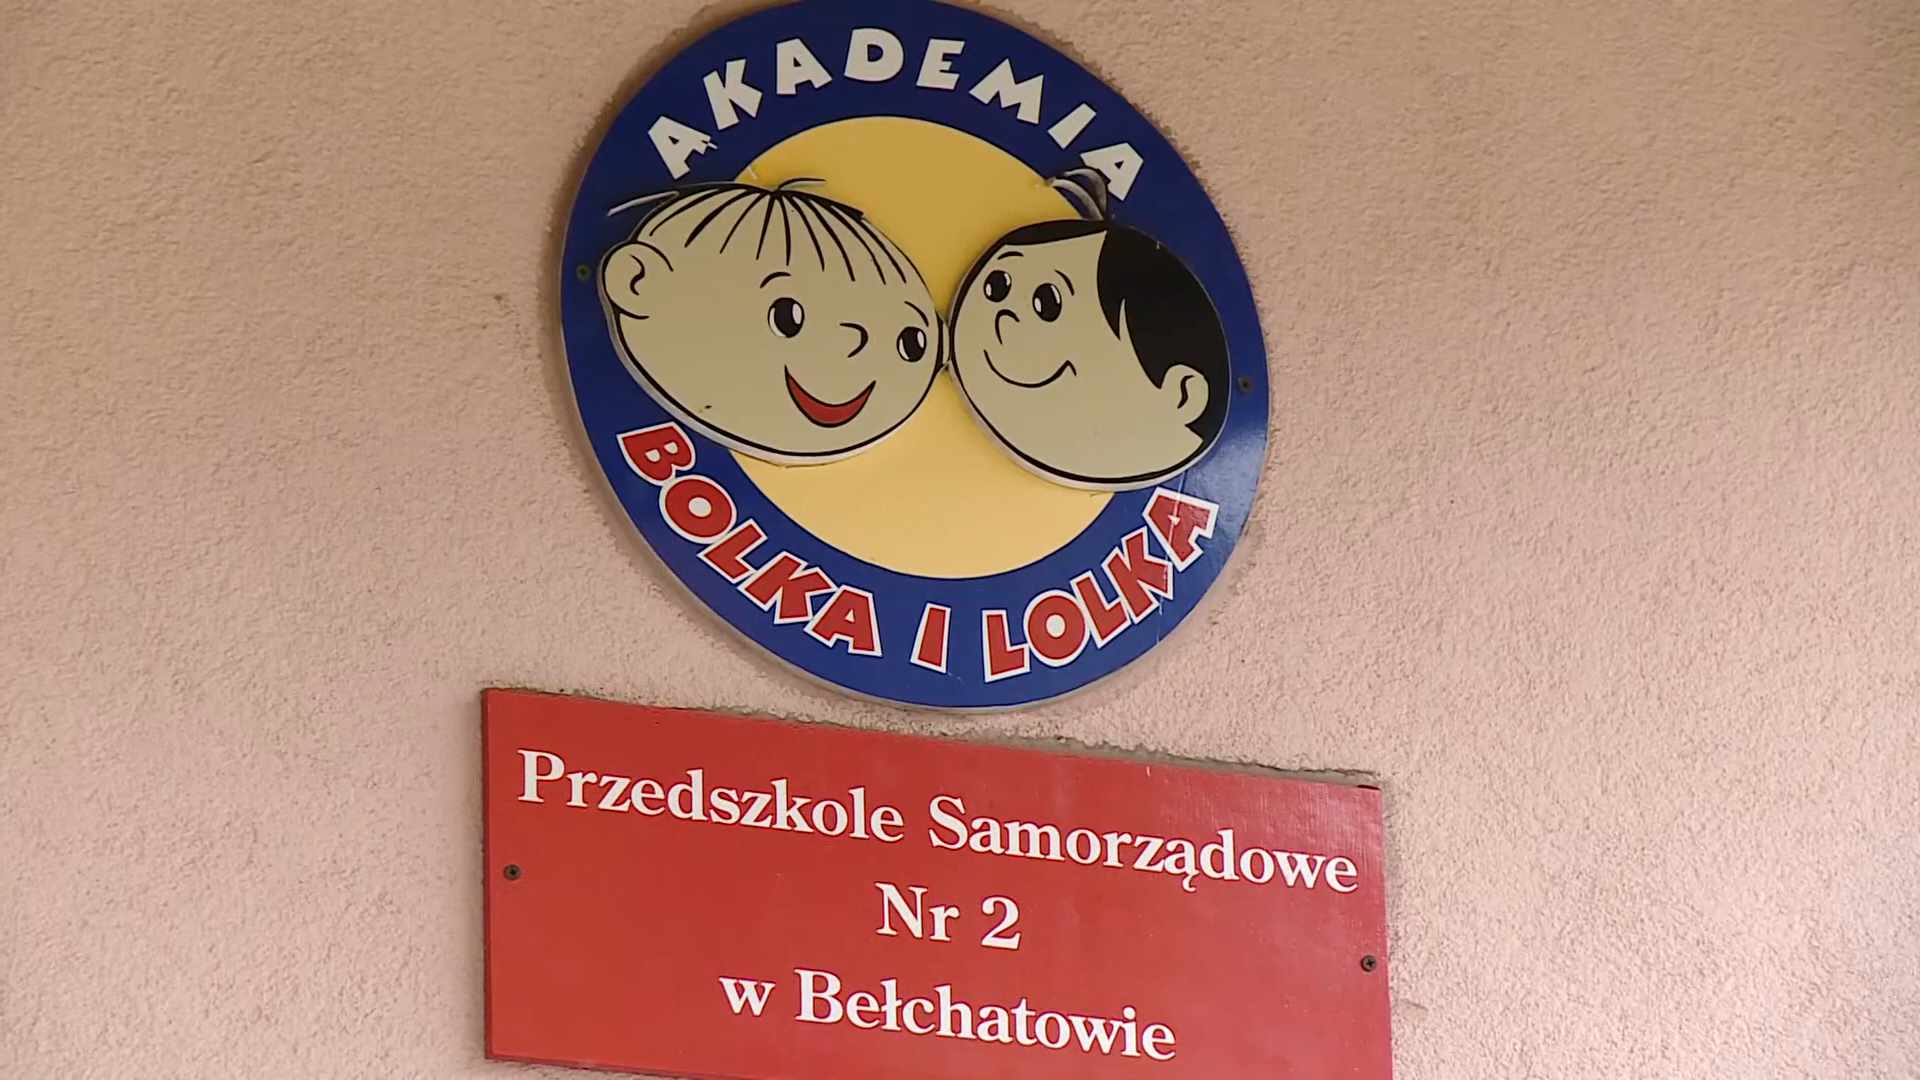 AKADEMIA
BOLKA I LOLKA
Przedszkole Samorządowe
Nr 2
w Bełchatowie